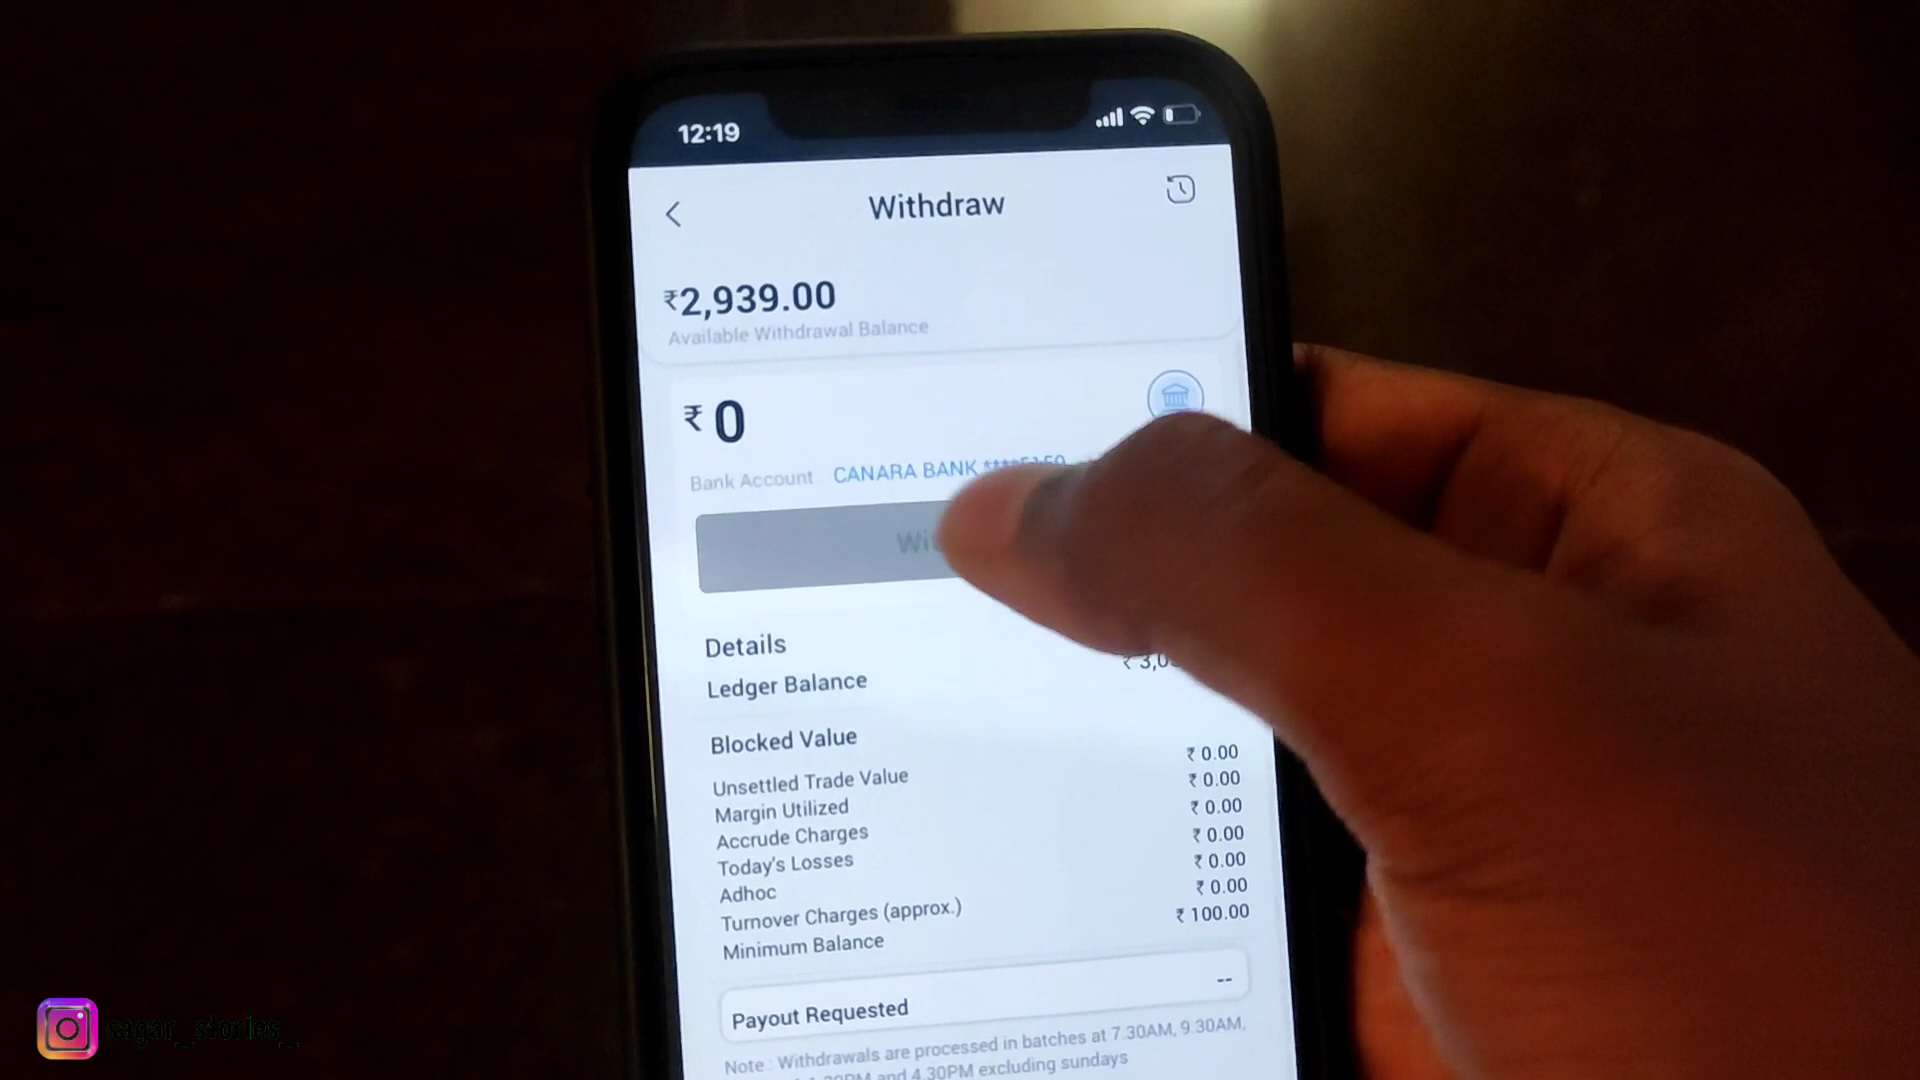 12:19
Withdraw
₹2,939.00
Available Withdrawal Balance
₹ 0
Bank Account CANARA BANK
Details
Ledger Balance
Blocked Value
Unsettled Trade Value ₹ 0.00
Margin Utilized ₹ 0.00
Accrude Charges ₹ 0.00
Today's Losses ₹ 0.00
Adhoc ₹ 0.00
Turnover Charges (approx.) ₹ 0.00
Minimum Balance ₹ 100.00
Payout Requested --
Note : Withdrawals are processed in batches at 7.30AM, 9.30AM,
and 4.30PM excluding sundays
sagar_stories_